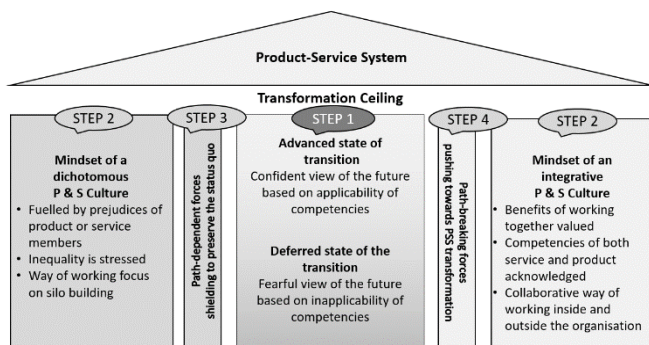 Product-Service System
Transformation Ceiling
STEP 2
Mindset of a
dichotomous
P & S Culture
• Fuelled by prejudices of
product or service
members
• Inequality is stressed
• Way of working focus
on silo building
STEP 3
Path-dependent forces
shielding to preserve the status quo
STEP 1
Advanced state of
transition
Confident view of the future
based on applicability of
competencies
Deferred state of the
transition
Fearful view of the future
based on inapplicability of
competencies
STEP 4
Path-breaking forces
pushing towards PSS transformation
STEP 2
Mindset of an
integrative
P & S Culture
• Benefits of working
together valued
• Competencies of both
service and product
acknowledged
• Collaborative way of
working inside and
outside the organisation